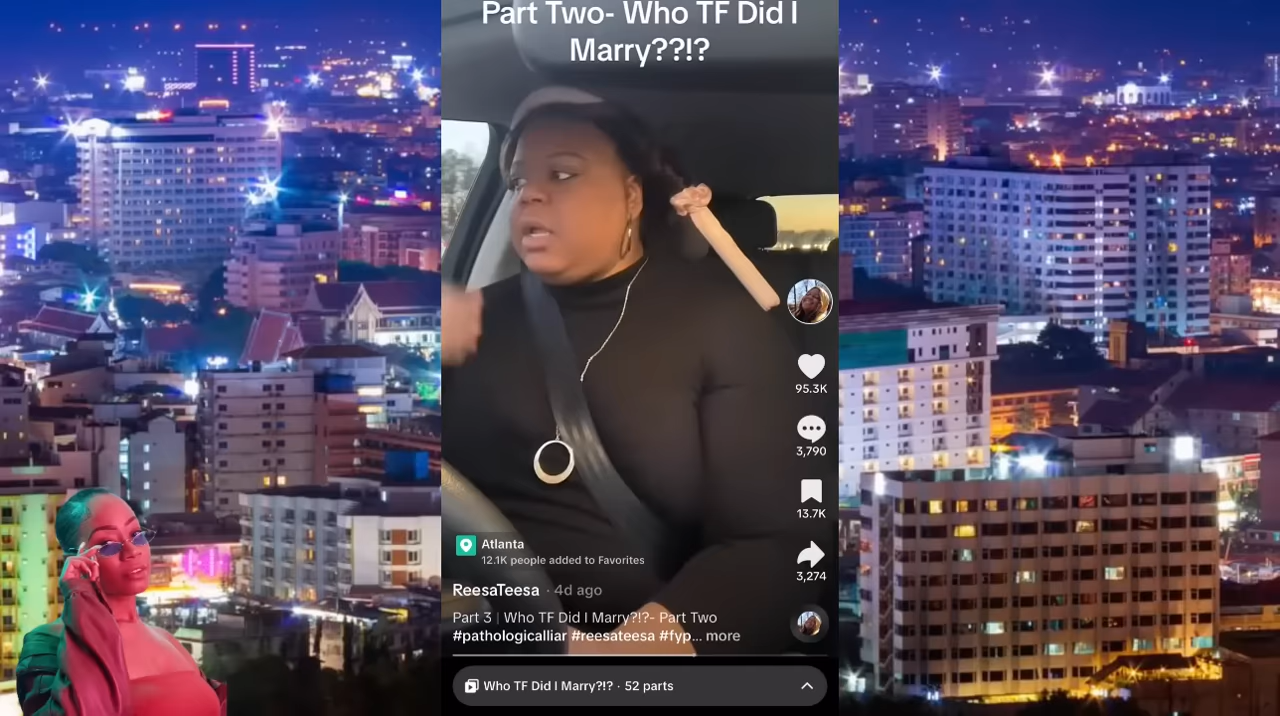 Part Two- Who TF Did I
Marry??!?
95.3K
3,790
13.7K
3,274
Atlanta
12.1K people added to Favorites
ReesaTeesa · 4d ago
Part 3 | Who TF Did I Marry?!?- Part Two
#pathologicalliar #reesateesa #fyp... more
Who TF Did I Marry?!? · 52 parts